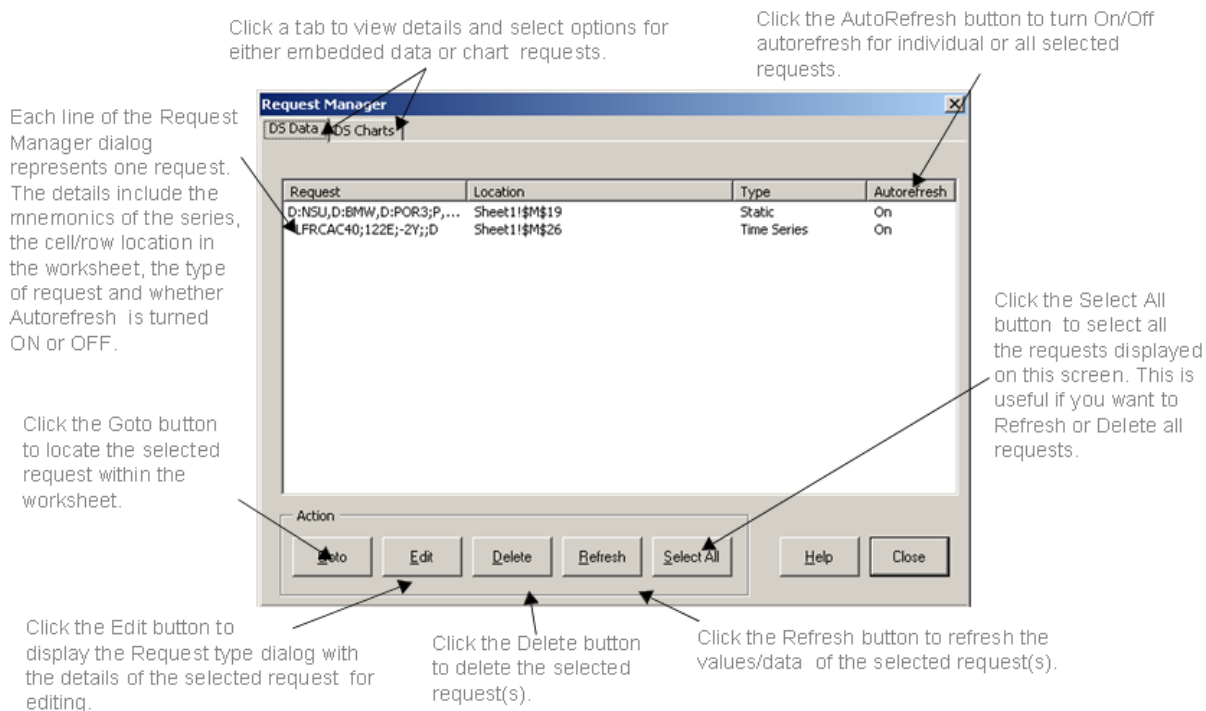 Click a tab to view details and select options for
either embedded data or chart requests.
Click the AutoRefresh button to turn On/Off
autorefresh for individual or all selected
requests.
Each line of the Request
Manager dialog
represents one request.
The details include the
mnemonics of the series,
the cell/row location in
the worksheet, the type
of request and whether
Autorefresh is turned
ON or OFF.
Request Manager
DS Data DS Charts
Request Location Type Autorefresh
D:NSU,D:BMW,D:POR3;P,... Sheet1!$M$19 Static On
LFRCAC40;122E;-2Y;;D Sheet1!$M$26 Time Series On
Click the Select All
button to select all
the requests displayed
on this screen. This is
useful if you want to
Refresh or Delete all
requests.
Click the Goto button
to locate the selected
request within the
worksheet.
Action
Goto Edit Delete Refresh Select All Help Close
Click the Edit button to
display the Request type dialog with
the details of the selected request for
editing.
Click the Delete button
to delete the selected
request(s).
Click the Refresh button to refresh the
values/data of the selected request(s).